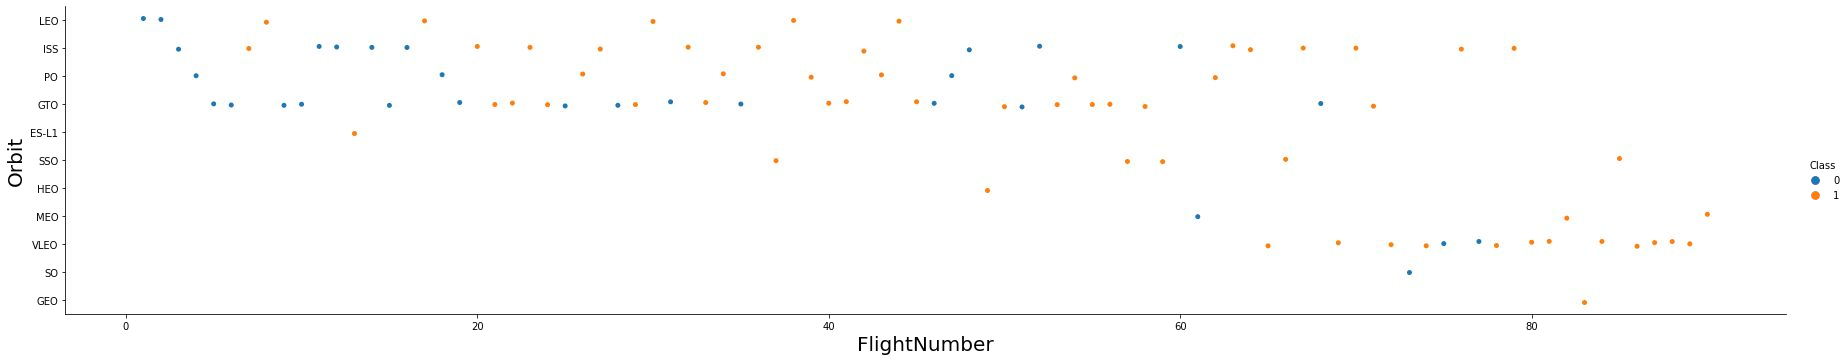 LEO
ISS
PO
GTO
ES-L1
SSO
HEO
MEO
VLEO
SO
GEO
Orbit
0
20
40
60
80
FlightNumber
Class
0
1